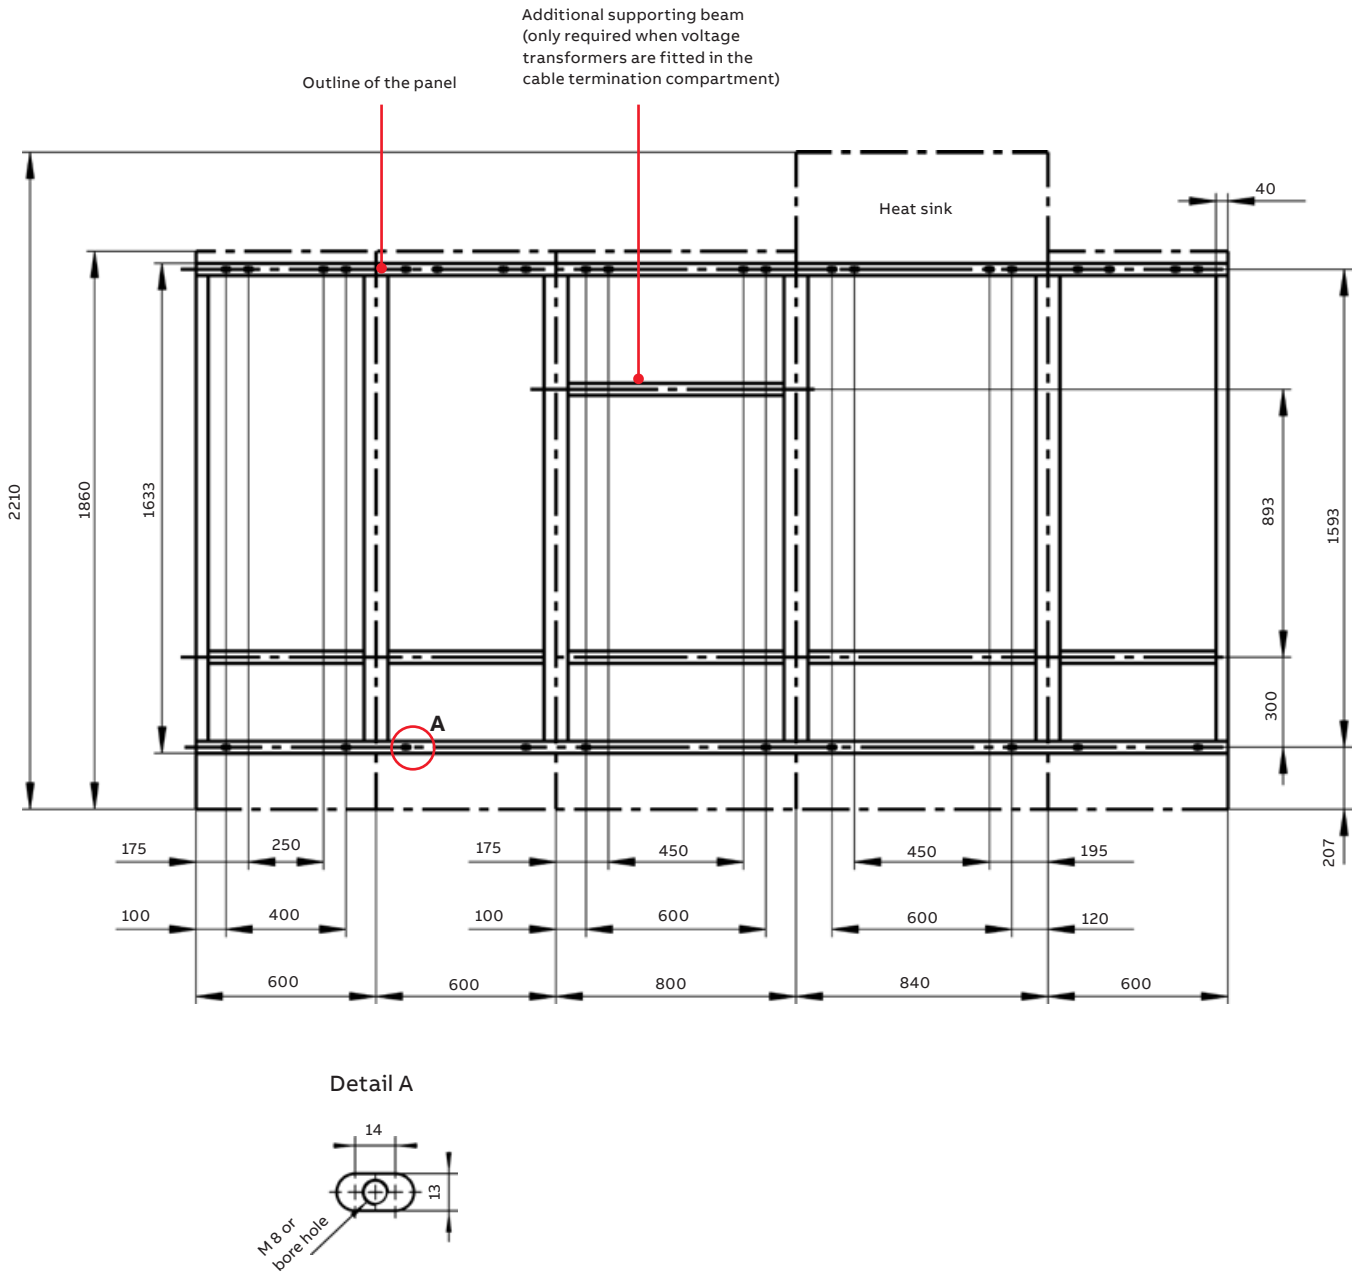 Additional supporting beam
(only required when voltage
transformers are fitted in the
cable termination compartment)
Outline of the panel
Heat sink
40
2210
1860
1633
893
1593
300
207
A
175
250
175
450
450
195
100
400
100
600
600
120
600
600
800
840
600
Detail A
14
13
M 8 or
bore hole